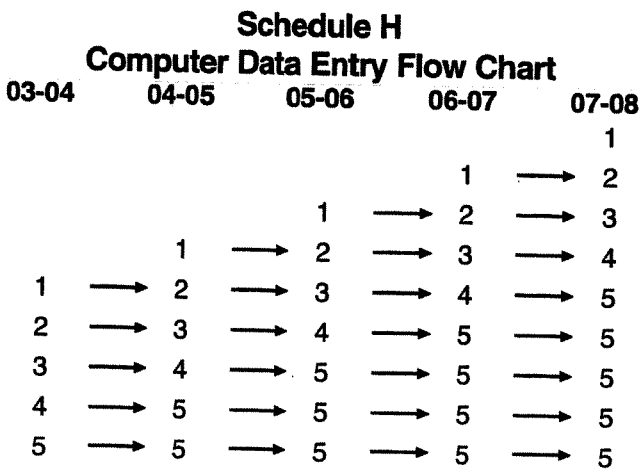 Schedule H
Computer Data Entry Flow Chart
03-04 04-05 05-06 06-07 07-08
1
1 → 2
1 → 2 → 3
1 → 2 → 3 → 4
1 → 2 → 3 → 4 → 5
2 → 3 → 4 → 5 → 5
3 → 4 → 5 → 5 → 5
4 → 5 → 5 → 5 → 5
5 → 5 → 5 → 5 → 5